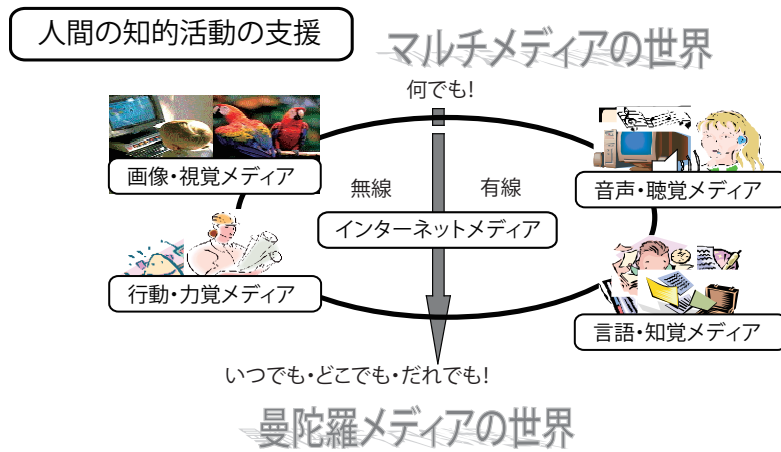 人間の知的活動の支援
マルチメディアの世界
何でも!
画像・視覚メディア
音声・聴覚メディア
無線
有線
インターネットメディア
行動・力覚メディア
言語・知覚メディア
いつでも・どこでも・だれでも!
曼陀羅メディアの世界